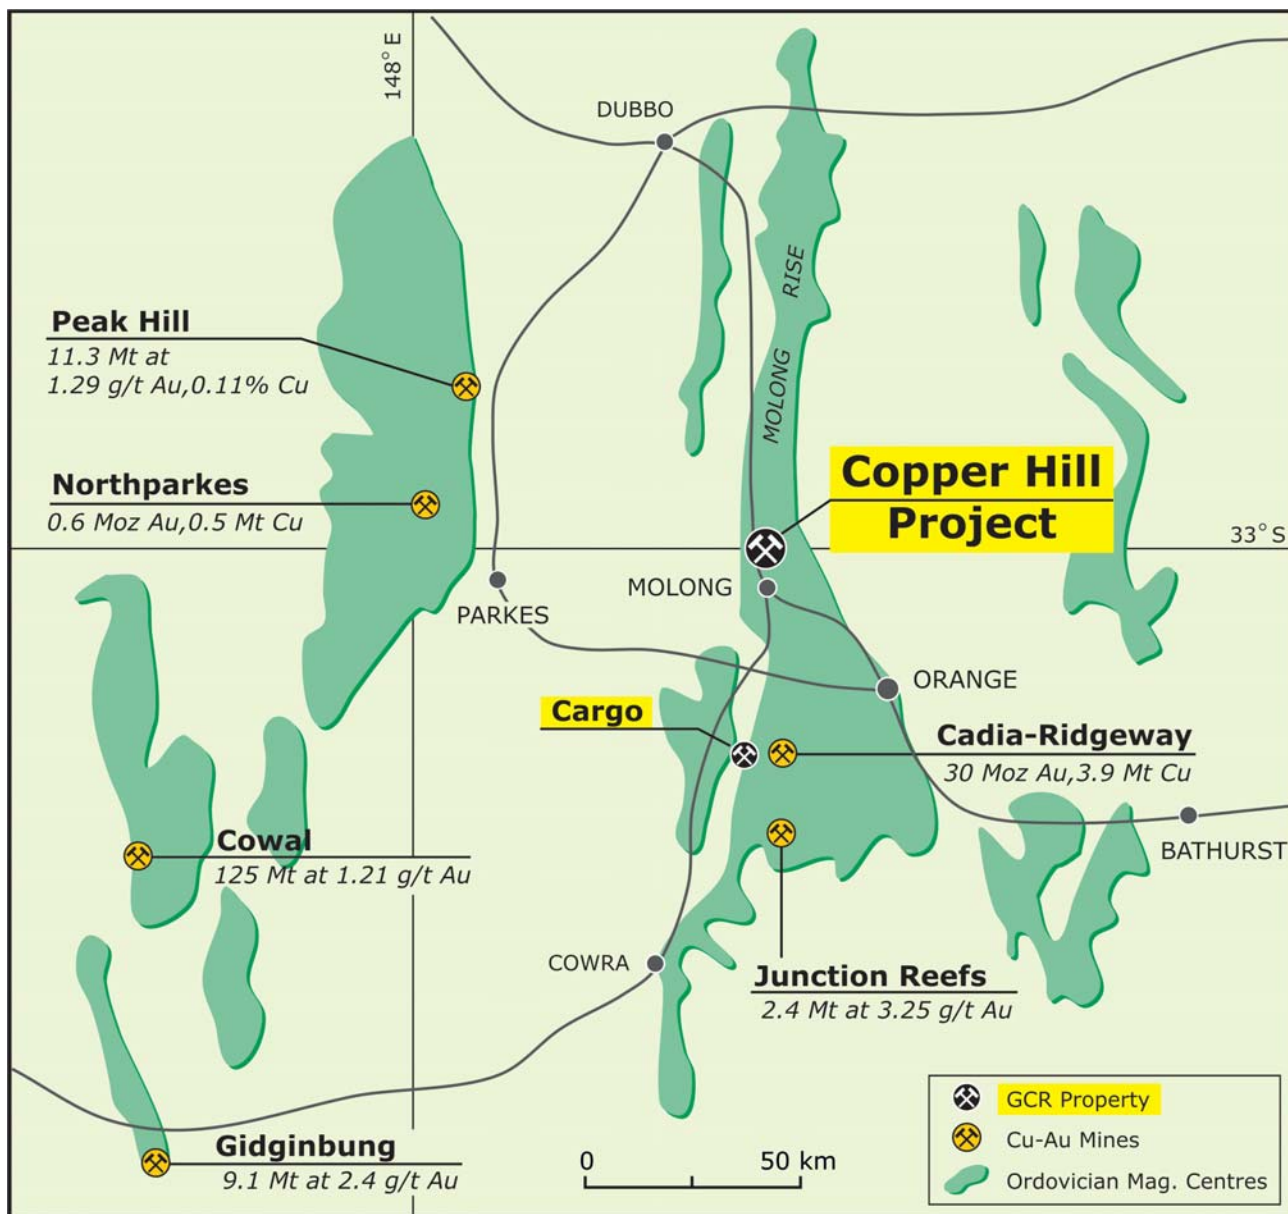 148° E
DUBBO
MOLONG RISE
Peak Hill
11.3 Mt at
1.29 g/t Au,0.11% Cu
Copper Hill
Project
Northparkes
0.6 Moz Au,0.5 Mt Cu
33° S
MOLONG
PARKES
ORANGE
Cargo
Cadia-Ridgeway
30 Moz Au,3.9 Mt Cu
Cowal
125 Mt at 1.21 g/t Au
BATHURST
COWRA
Junction Reefs
2.4 Mt at 3.25 g/t Au
Gidginbung
9.1 Mt at 2.4 g/t Au
0 50 km
GCR Property
Cu-Au Mines
Ordovician Mag. Centres